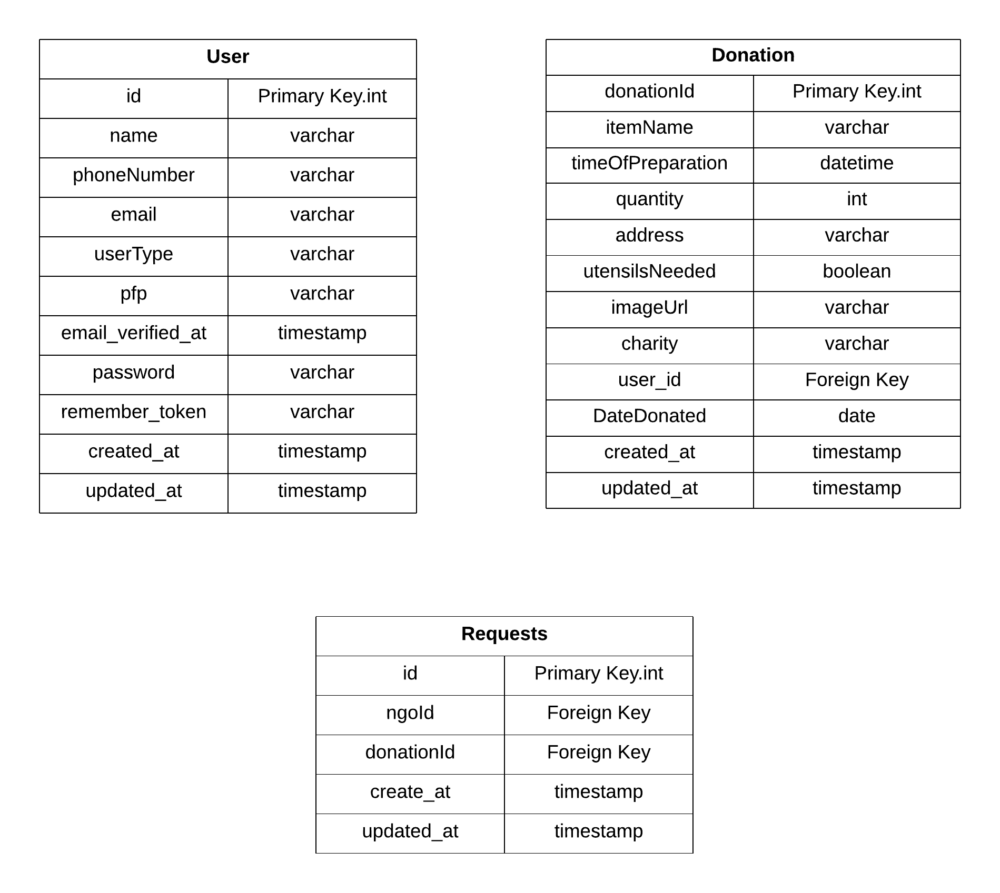 User
id Primary Key.int
name varchar
phoneNumber varchar
email varchar
userType varchar
pfp varchar
email_verified_at timestamp
password varchar
remember_token varchar
created_at timestamp
updated_at timestamp
Donation
donationId Primary Key.int
itemName varchar
timeOfPreparation datetime
quantity int
address varchar
utensilsNeeded boolean
imageUrl varchar
charity varchar
user_id Foreign Key
DateDonated date
created_at timestamp
updated_at timestamp
Requests
id Primary Key.int
ngoId Foreign Key
donationId Foreign Key
create_at timestamp
updated_at timestamp